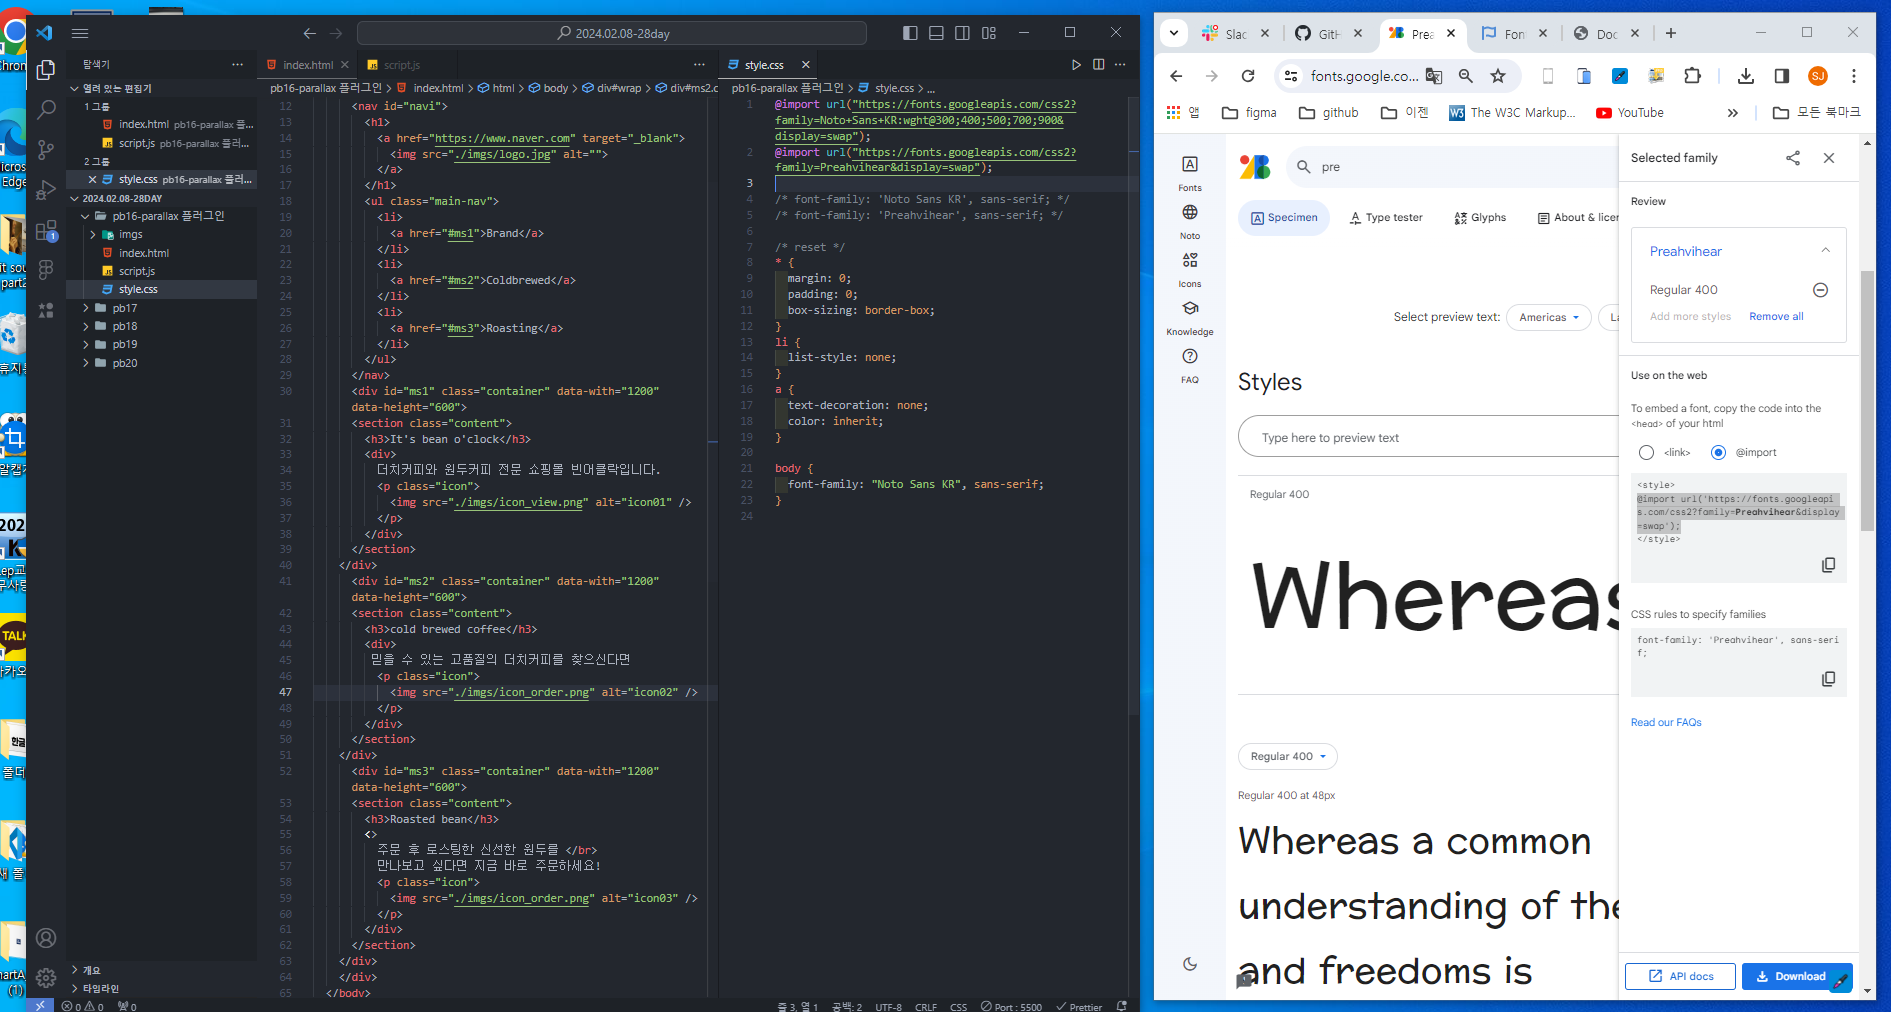 2024.02.08-28day
탐색기
열려 있는 편집기
1 그룹
index.html pb16-parallax 플...
script.js pb16-parallax 플러...
2 그룹
style.css pb16-parallax 플러...
2024.02.08-28DAY
pb16-parallax 플러그인
imgs
index.html
script.js
style.css
pb17
pb18
pb19
pb20
개요
타임라인
index.html
script.js
pb16-parallax 플러그인 > index.html > html > body > div#wrap > div#ms2.c
12 <nav id="navi">
13 <h1>
14 <a href="https://www.naver.com" target="_blank">
15 <img src="./imgs/logo.jpg" alt="">
16 </a>
17 </h1>
18 <ul class="main-nav">
19 <li>
20 <a href="#ms1">Brand</a>
21 </li>
22 <li>
23 <a href="#ms2">Coldbrewed</a>
24 </li>
25 <li>
26 <a href="#ms3">Roasting</a>
27 </li>
28 </ul>
29 </nav>
30 <div id="ms1" class="container" data-with="1200"
data-height="600">
31 <section class="content">
32 <h3>It's bean o'clock</h3>
33 <div>
34 더치커피와 원두커피 전문 쇼핑몰 빈어클락입니다.
35 <p class="icon">
36 <img src="./imgs/icon_view.png" alt="icon01" />
37 </p>
38 </div>
39 </section>
40 </div>
41 <div id="ms2" class="container" data-with="1200"
data-height="600">
42 <section class="content">
43 <h3>cold brewed coffee</h3>
44 <div>
45 믿을 수 있는 고품질의 더치커피를 찾으신다면
46 <p class="icon">
47 <img src="./imgs/icon_order.png" alt="icon02" />
48 </p>
49 </div>
50 </section>
51 </div>
52 <div id="ms3" class="container" data-with="1200"
data-height="600">
53 <section class="content">
54 <h3>Roasted bean</h3>
55 <>
56 주문 후 로스팅한 신선한 원두를 </br>
57 만나보고 싶다면 지금 바로 주문하세요!
58 <p class="icon">
59 <img src="./imgs/icon_order.png" alt="icon03" />
60 </p>
61 </div>
62 </section>
63 </div>
64 </div>
65 </body>
style.css
pb16-parallax 플러그인 > style.css > ...
1 @import url("https://fonts.googleapis.com/css2?
family=Noto+Sans+KR:wght@300;400;500;700;900&
display=swap");
2 @import url("https://fonts.googleapis.com/css2?
family=Preahvihear&display=swap");
3
4 /* font-family: 'Noto Sans KR', sans-serif; */
5 /* font-family: 'Preahvihear', sans-serif; */
6
7 /* reset */
8 * {
9 margin: 0;
10 padding: 0;
11 box-sizing: border-box;
12 }
13 li {
14 list-style: none;
15 }
16 a {
17 text-decoration: none;
18 color: inherit;
19 }
20
21 body {
22 font-family: "Noto Sans KR", sans-serif;
23 }
24
0 0 0
줄 3, 열 1 공백: 2 UTF-8 CRLF CSS Port : 5500 Prettier
Slac
GitH
Prea
Fon
Doc
fonts.google.co...
SJ
앱
figma
github
이젠
The W3C Markup...
YouTube
모든 북마크
Fonts
Noto
Icons
Knowledge
FAQ
pre
Specimen
Type tester
Glyphs
About & licen
Select preview text: Americas
La
Styles
Type here to preview text
Regular 400
Whereas
Regular 400
Regular 400 at 48px
Whereas a common
understanding of the
and freedoms is
Selected family
Review
Preahvihear
Regular 400
Add more styles Remove all
Use on the web
To embed a font, copy the code into the
<head> of your html
<link> @import
<style>
@import url('https://fonts.googleapi
s.com/css2?family=Preahvihear&display
=swap');
</style>
CSS rules to specify families
font-family: 'Preahvihear', sans-seri
f;
Read our FAQs
API docs
Download
Chron
Edge
part2
TALK
폴더
새 폴
(1)